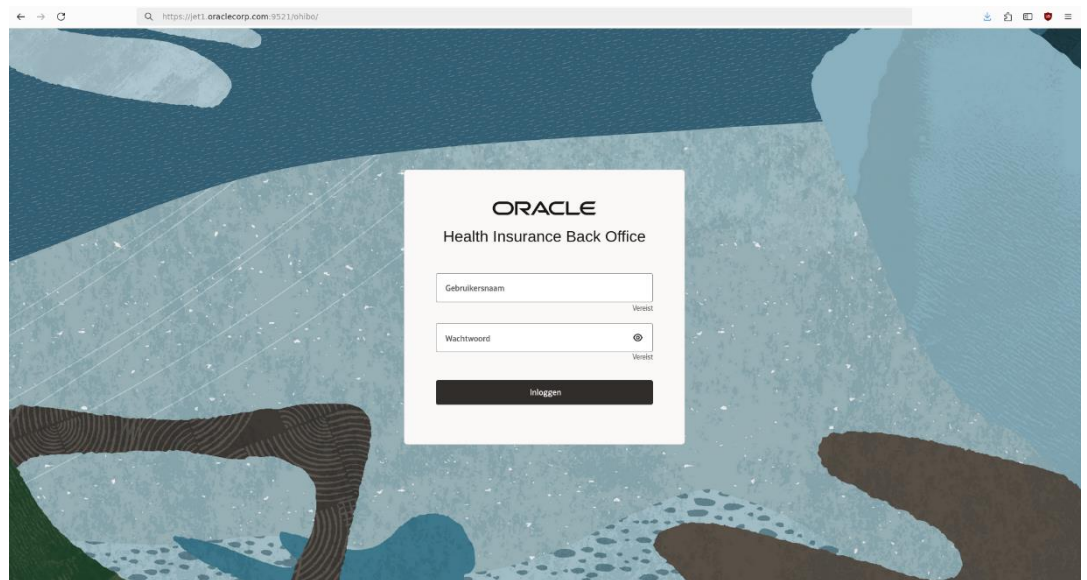 https://jet1.oraclecorp.com:9521/ohibo/
ORACLE
Health Insurance Back Office
Gebruikersnaam
Vereist
Wachtwoord
Vereist
Inloggen